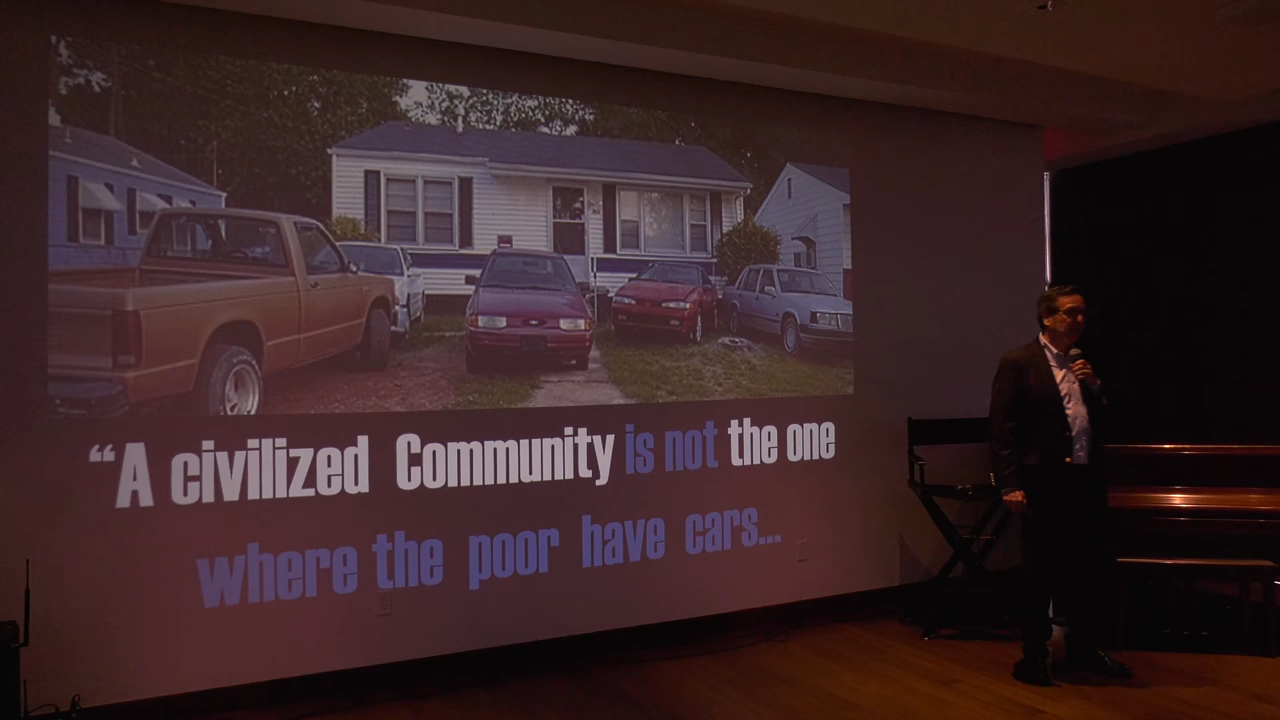 “A civilized Community is not the one
where the poor have cars...